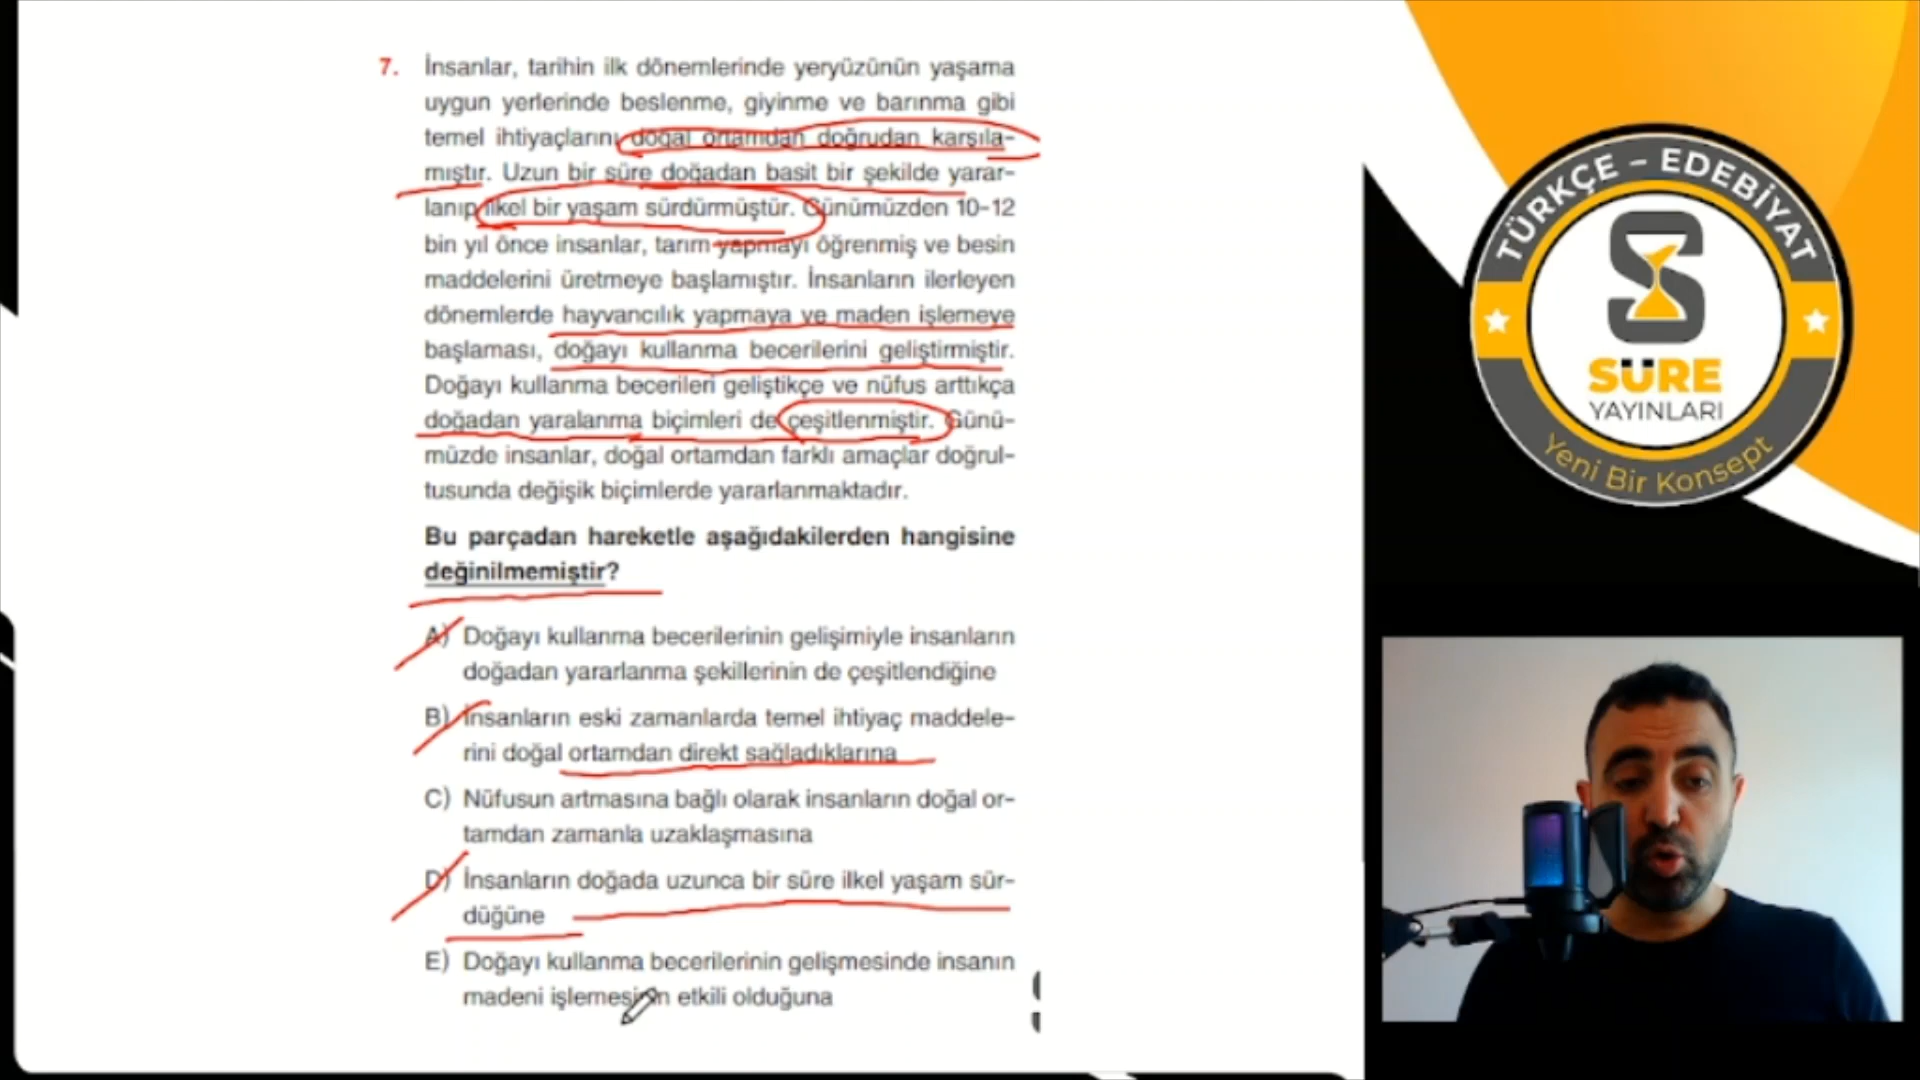 7. İnsanlar, tarihin ilk dönemlerinde yeryüzünün yaşama
uygun yerlerinde beslenme, giyinme ve barınma gibi
temel ihtiyaçlarını doğal ortamdan doğrudan karşıla-
mıştır. Uzun bir süre doğadan basit bir şekilde yarar-
lanıp ilkel bir yaşam sürdürmüştür. Günümüzden 10-12
bin yıl önce insanlar, tarım yapmayı öğrenmiş ve besin
maddelerini üretmeye başlamıştır. İnsanların ilerleyen
dönemlerde hayvancılık yapmaya ve maden işlemeye
başlaması, doğayı kullanma becerilerini geliştirmiştir.
Doğayı kullanma becerileri geliştikçe ve nüfus arttıkça
doğadan yaralanma biçimleri de çeşitlenmiştir. Günü-
müzde insanlar, doğal ortamdan farklı amaçlar doğrul-
tusunda değişik biçimlerde yararlanmaktadır.
Bu parçadan hareketle aşağıdakilerden hangisine
değinilmemiştir?
A) Doğayı kullanma becerilerinin gelişimiyle insanların
doğadan yararlanma şekillerinin de çeşitlendiğine
B) İnsanların eski zamanlarda temel ihtiyaç maddele-
rini doğal ortamdan direkt sağladıklarına
C) Nüfusun artmasına bağlı olarak insanların doğal or-
tamdan zamanla uzaklaşmasına
D) İnsanların doğada uzunca bir süre ilkel yaşam sür-
düğüne
E) Doğayı kullanma becerilerinin gelişmesinde insanın
madeni işlemesinin etkili olduğuna
TÜRKÇE – EDEBİYAT
SÜRE
YAYINLARI
Yeni Bir Konsept